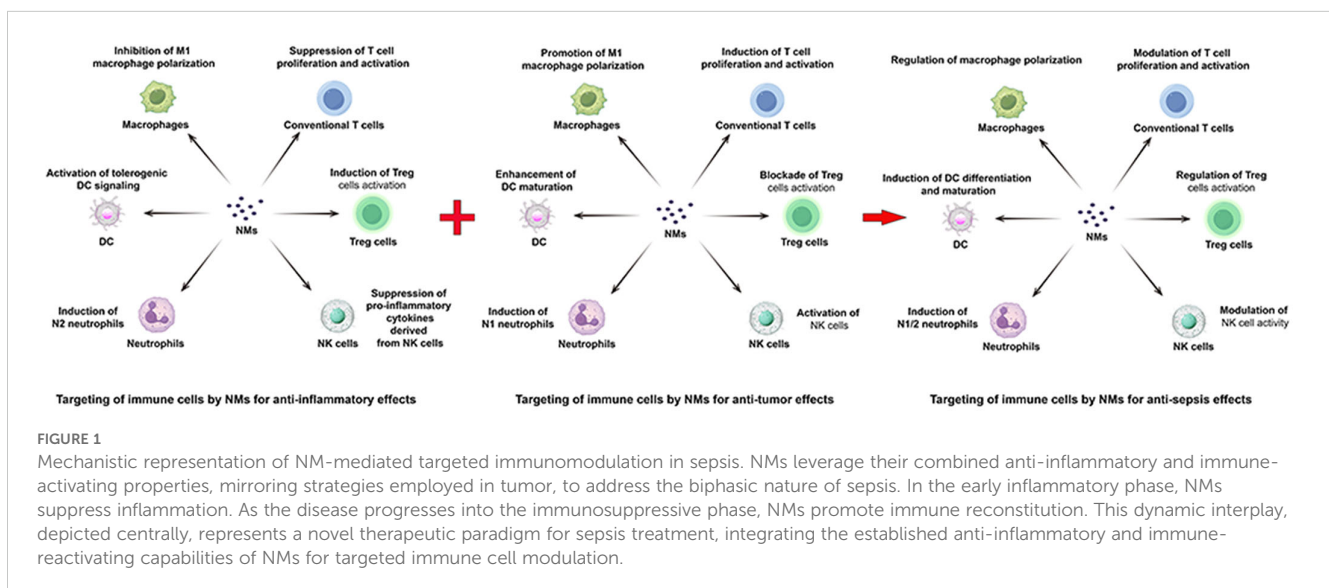 Inhibition of M1
macrophage polarization
Suppression of T cell
proliferation and activation
Macrophages
Conventional T cells
Activation of tolerogenic
DC signaling
Induction of Treg
cells activation
DC
NMs
Treg cells
Induction of
N2 neutrophils
Neutrophils
Suppression of
pro-inflammatory
cytokines
derived
from NK cells
NK cells
Targeting of immune cells by NMs for anti-inflammatory effects
Promotion of M1
macrophage polarization
Induction of T cell
proliferation and activation
Macrophages
Conventional T cells
Enhancement of
DC maturation
Blockade of Treg
cells activation
DC
NMs
Treg cells
Induction of
N1 neutrophils
Neutrophils
Activation of
NK cells
NK cells
Targeting of immune cells by NMs for anti-tumor effects
Regulation of macrophage polarization
Modulation of T cell
proliferation and activation
Macrophages
Conventional T cells
Induction of DC differentiation
and maturation
Regulation of Treg
cells activation
DC
NMs
Treg cells
Induction of
N1/2 neutrophils
Neutrophils
Modulation of
NK cell activity
NK cells
Targeting of immune cells by NMs for anti-sepsis effects
FIGURE 1
Mechanistic representation of NM-mediated targeted immunomodulation in sepsis. NMs leverage their combined anti-inflammatory and immune-
activating properties, mirroring strategies employed in tumor, to address the biphasic nature of sepsis. In the early inflammatory phase, NMs
suppress inflammation. As the disease progresses into the immunosuppressive phase, NMs promote immune reconstitution. This dynamic interplay,
depicted centrally, represents a novel therapeutic paradigm for sepsis treatment, integrating the established anti-inflammatory and immune-
reactivating capabilities of NMs for targeted immune cell modulation.